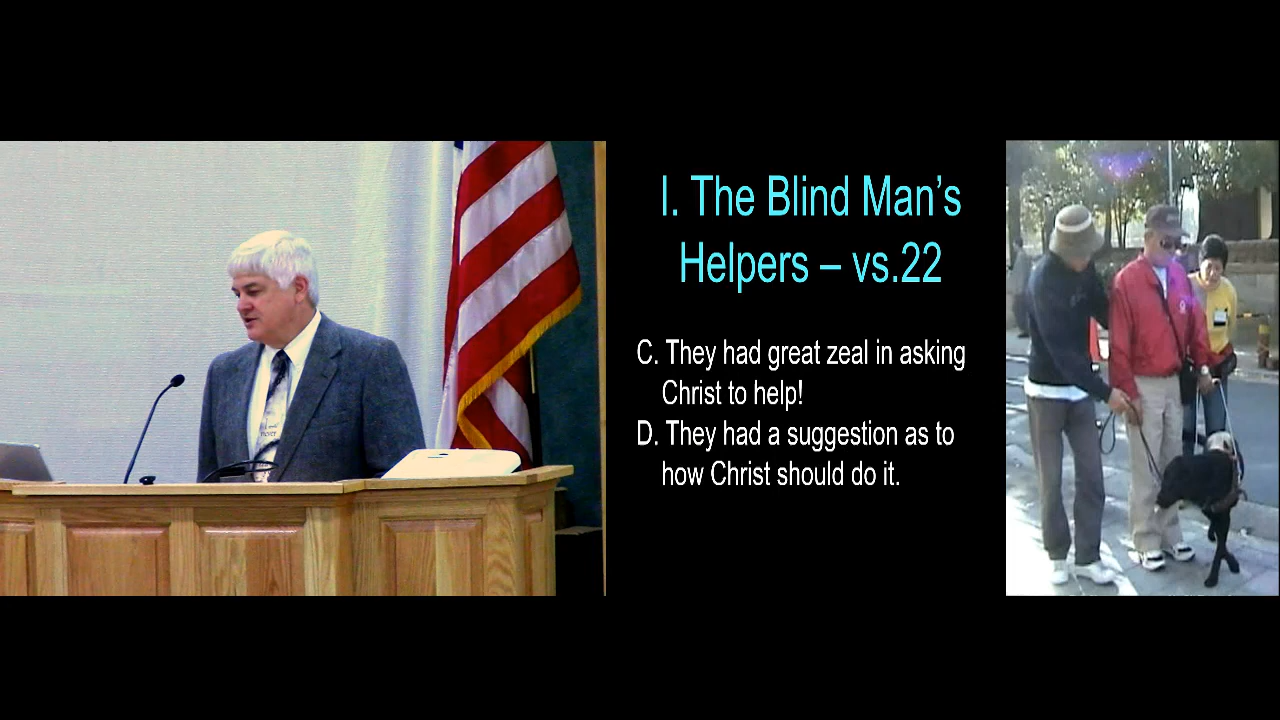 I. The Blind Man’s
Helpers – vs.22
C. They had great zeal in asking
Christ to help!
D. They had a suggestion as to
how Christ should do it.